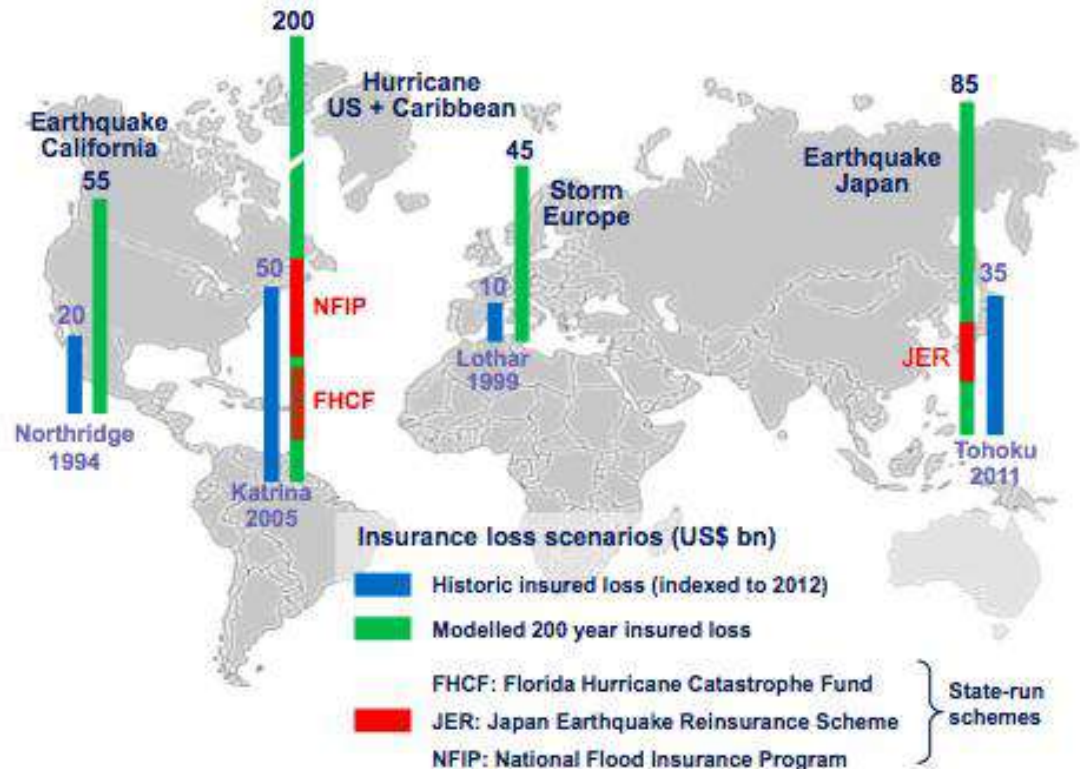 200
Hurricane
US + Caribbean
85
Earthquake
California
55
45
Earthquake
Japan
Storm
Europe
50
35
10
NFIP
20
JER
Lothar
1999
FHCF
Northridge
1994
Tohoku
2011
Katrina
2005
Insurance loss scenarios (US$ bn)
Historic insured loss (indexed to 2012)
Modelled 200 year insured loss
FHCF: Florida Hurricane Catastrophe Fund
JER: Japan Earthquake Reinsurance Scheme
NFIP: National Flood Insurance Program
State-run
schemes